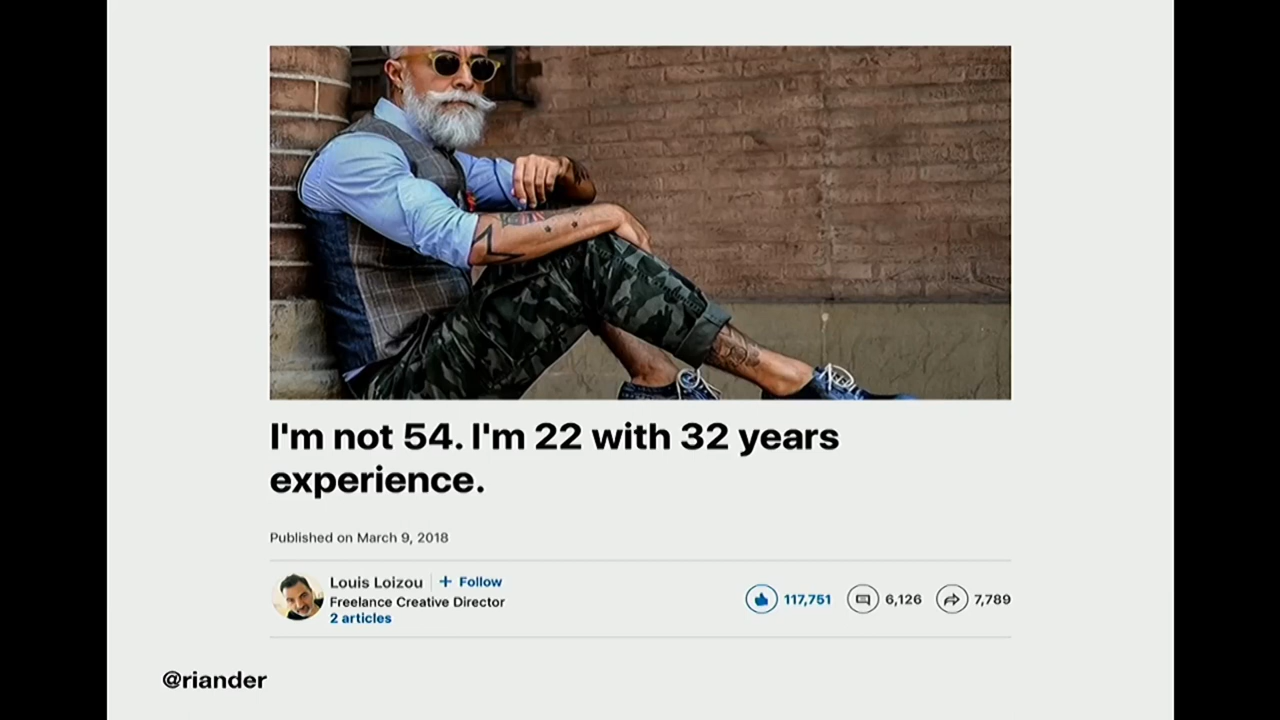 I'm not 54. I'm 22 with 32 years
experience.
Published on March 9, 2018
Louis Loizou + Follow
Freelance Creative Director
2 articles
117,751 6,126 7,789
@riander